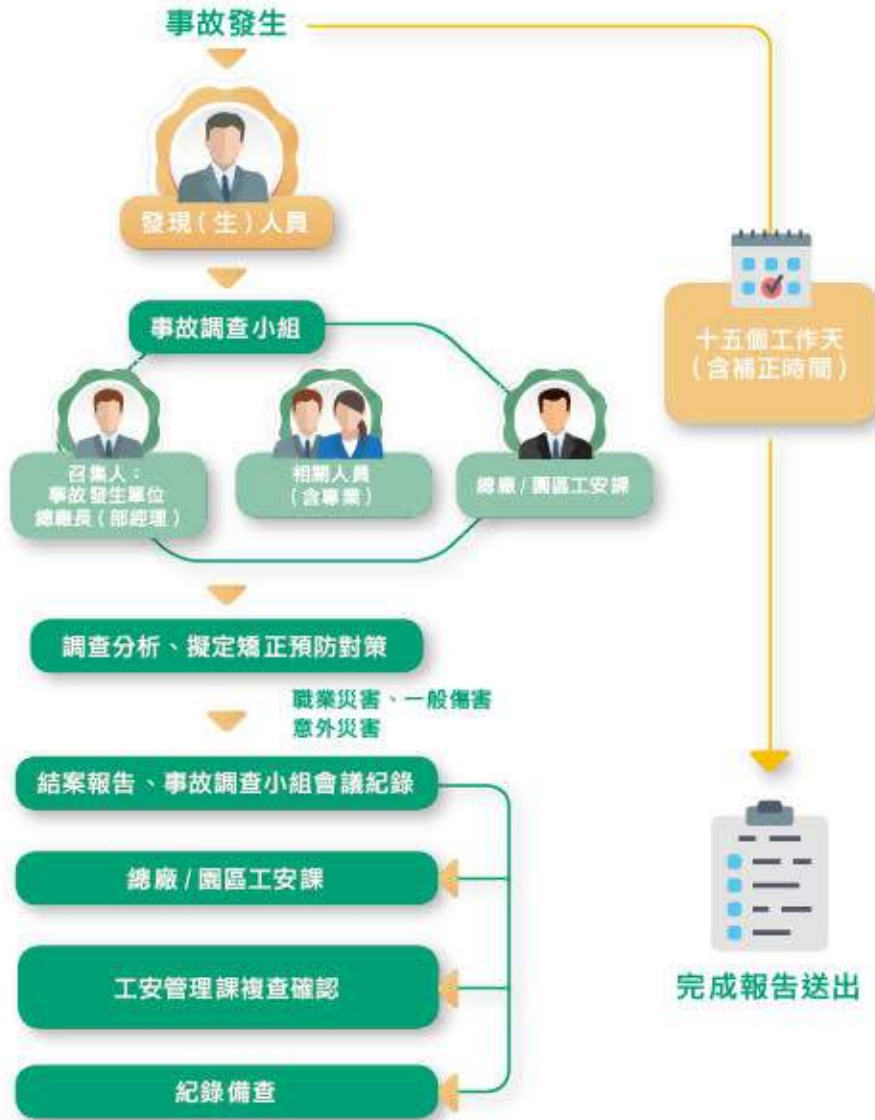 事故發生
發現（生）人員
事故調查小組
召集人：
事故發生單位
總廠長（部經理）
相關人員
（含專業）
總廠 / 園區工安課
調查分析、擬定矯正預防對策
職業災害、一般傷害
意外災害
結案報告、事故調查小組會議紀錄
總廠 / 園區工安課
工安管理課複查確認
紀錄備查
十五個工作天
（含補正時間）
完成報告送出